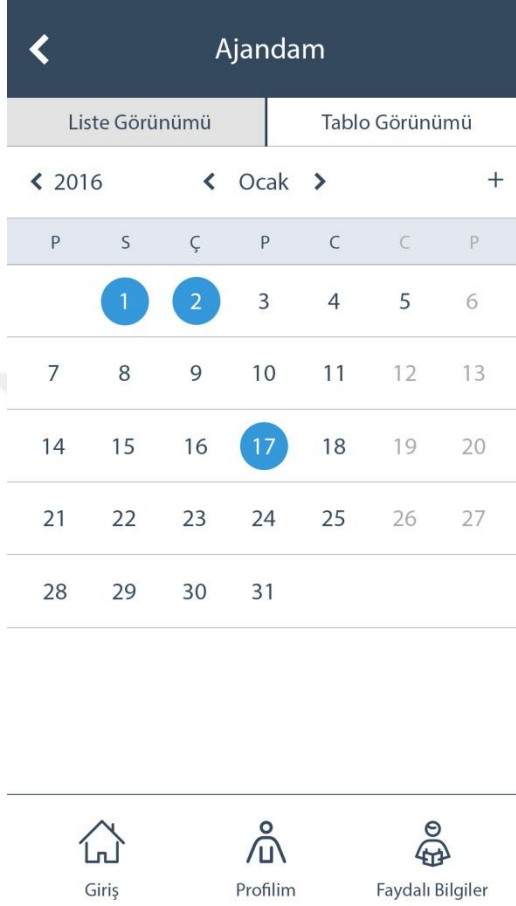 Ajandam
Liste Görünümü Tablo Görünümü
2016 Ocak +
P S Ç P C C P
1 2 3 4 5 6
7 8 9 10 11 12 13
14 15 16 17 18 19 20
21 22 23 24 25 26 27
28 29 30 31
Giriş Profilim Faydalı Bilgiler